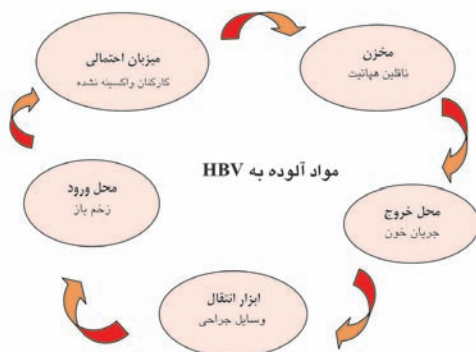 میزبان احتمالی
کارکنان واکسینه نشده
مخزن
ناقلین هپاتیت
مواد آلوده به HBV
محل خروج
جریان خون
ابزار انتقال
وسایل جراحی
محل ورود
زخم باز